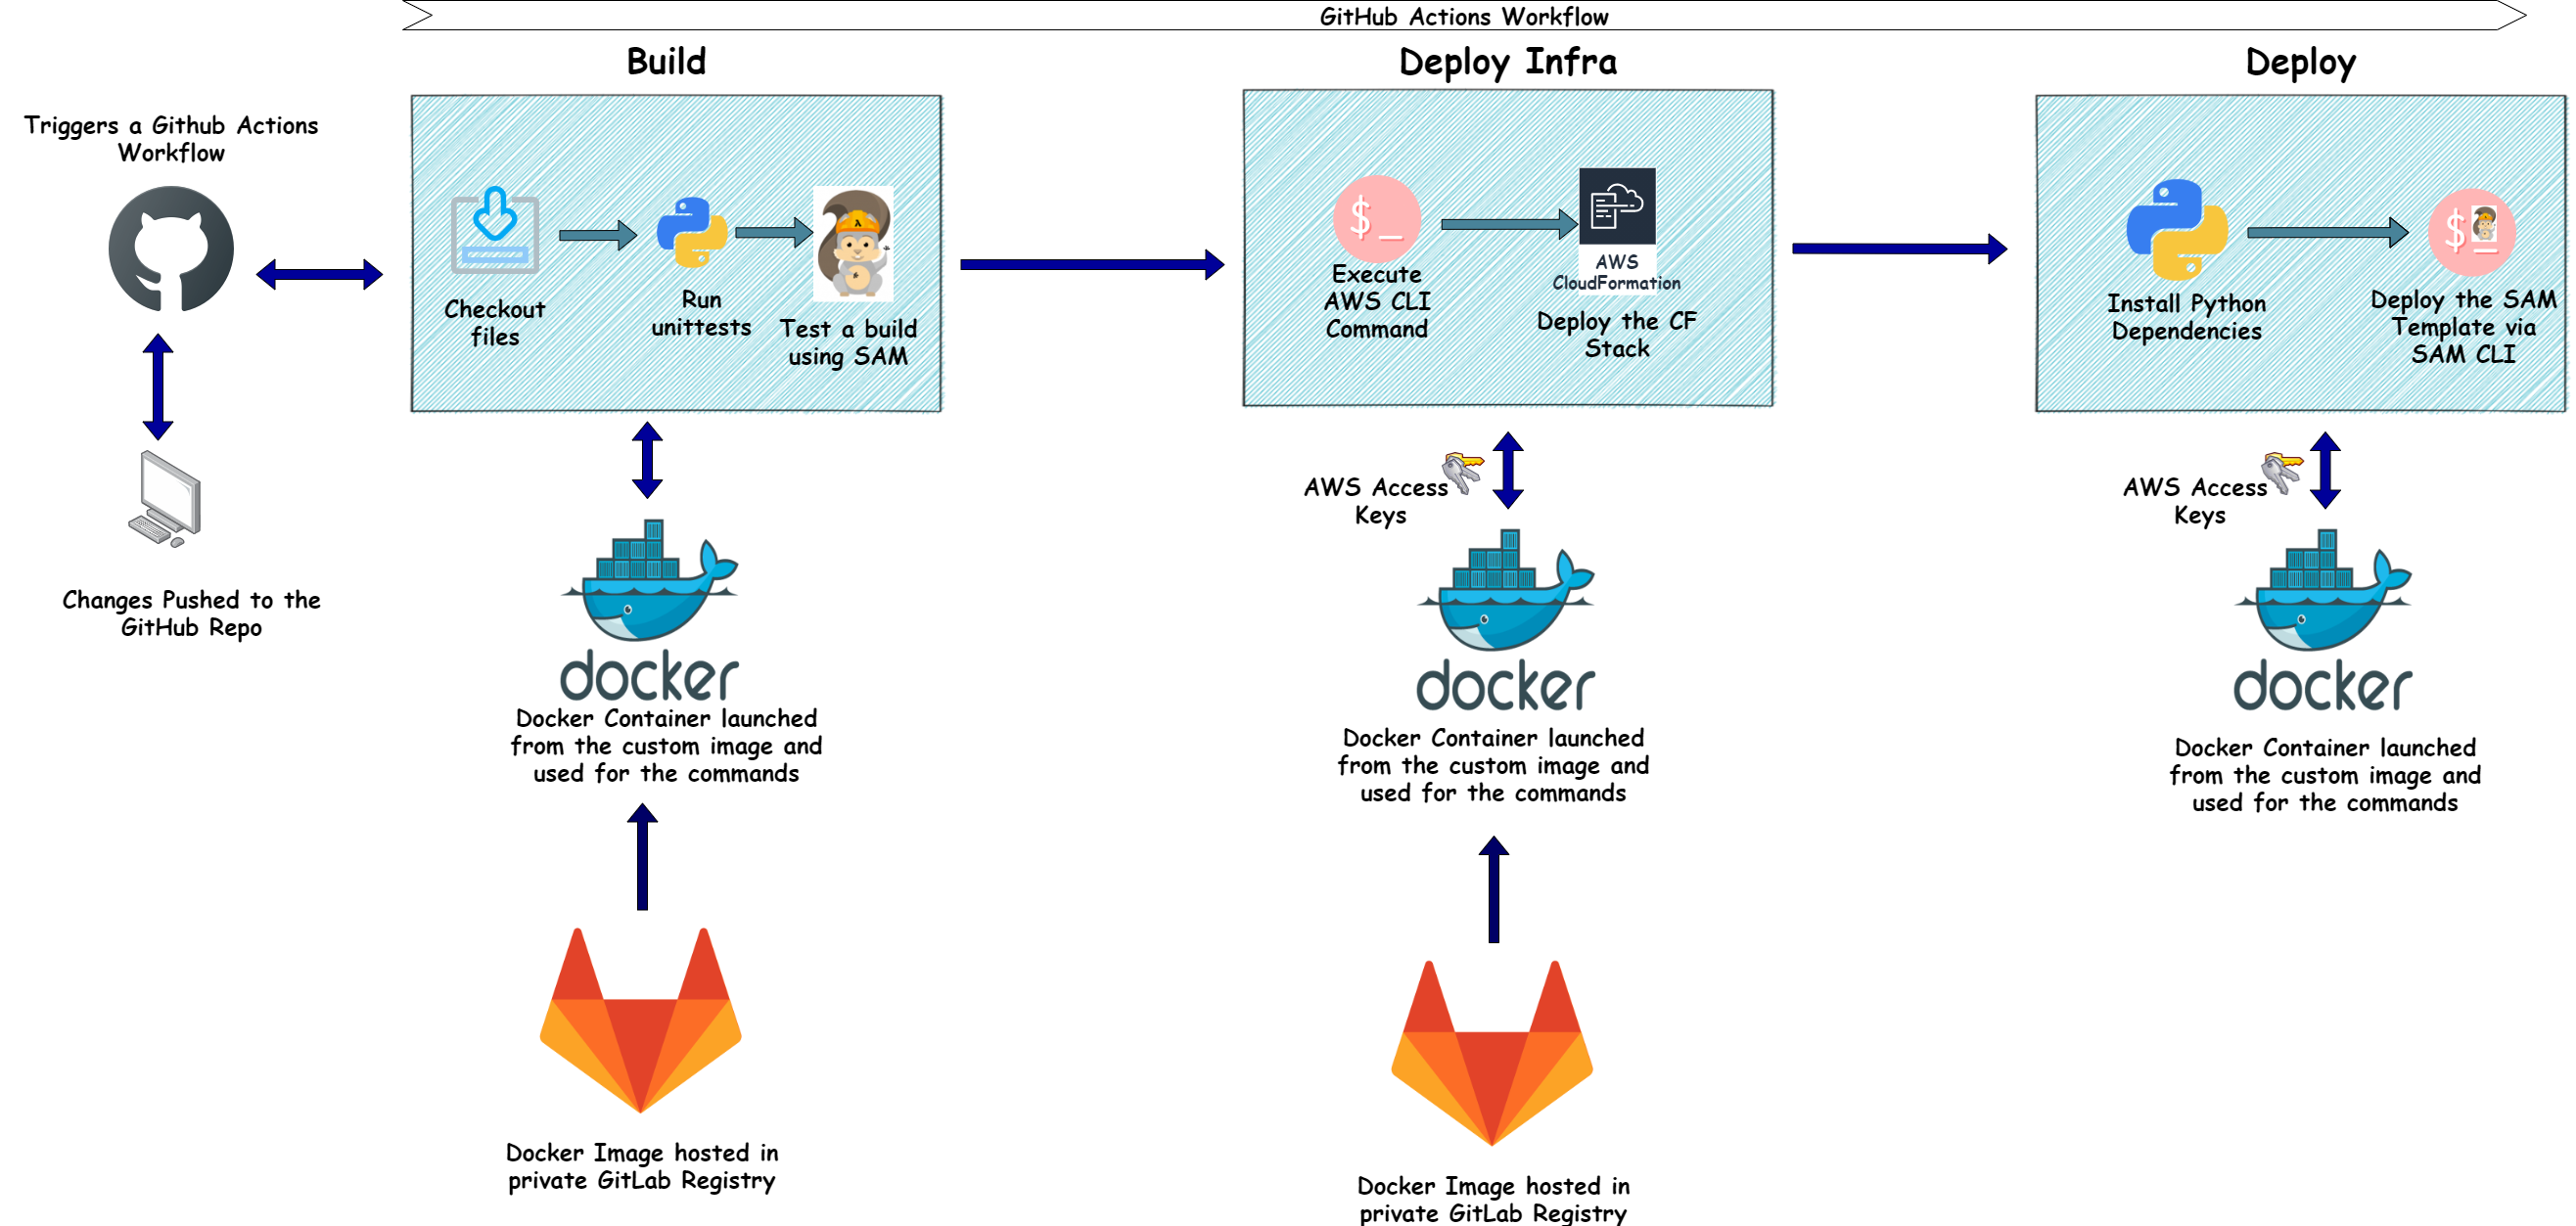 GitHub Actions Workflow
Build
Deploy Infra
Deploy
Triggers a Github Actions
Workflow
Checkout
files
Run
unittests
Test a build
using SAM
$ _
Execute
AWS CLI
Command
AWS
CloudFormation
Deploy the CF
Stack
Install Python
Dependencies
$ _
Deploy the SAM
Template via
SAM CLI
Changes Pushed to the
GitHub Repo
AWS Access
Keys
AWS Access
Keys
docker
Docker Container launched
from the custom image and
used for the commands
docker
Docker Container launched
from the custom image and
used for the commands
docker
Docker Container launched
from the custom image and
used for the commands
Docker Image hosted in
private GitLab Registry
Docker Image hosted in
private GitLab Registry